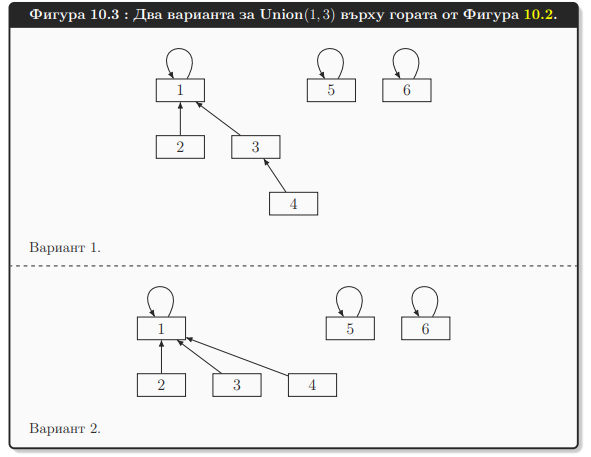 Фигура 10.3 : Два варианта за Union(1, 3) върху гората от Фигура 10.2.
1 5 6
2 3
4
Вариант 1.
1 5 6
2 3 4
Вариант 2.